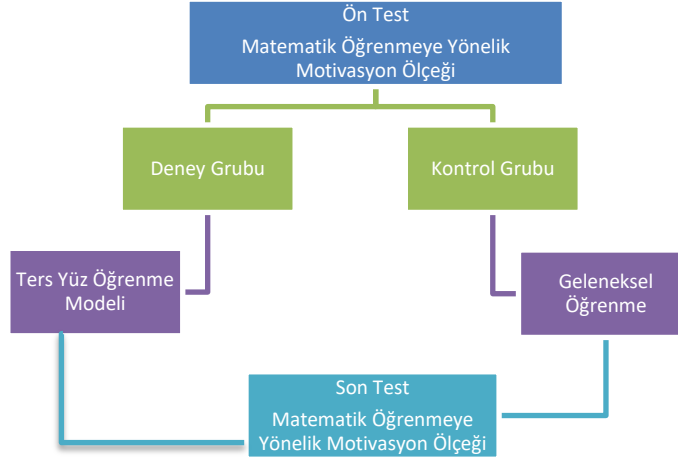 Ön Test
Matematik Öğrenmeye Yönelik
Motivasyon Ölçeği
Deney Grubu
Kontrol Grubu
Ters Yüz Öğrenme
Modeli
Geleneksel
Öğrenme
Son Test
Matematik Öğrenmeye
Yönelik Motivasyon Ölçeği